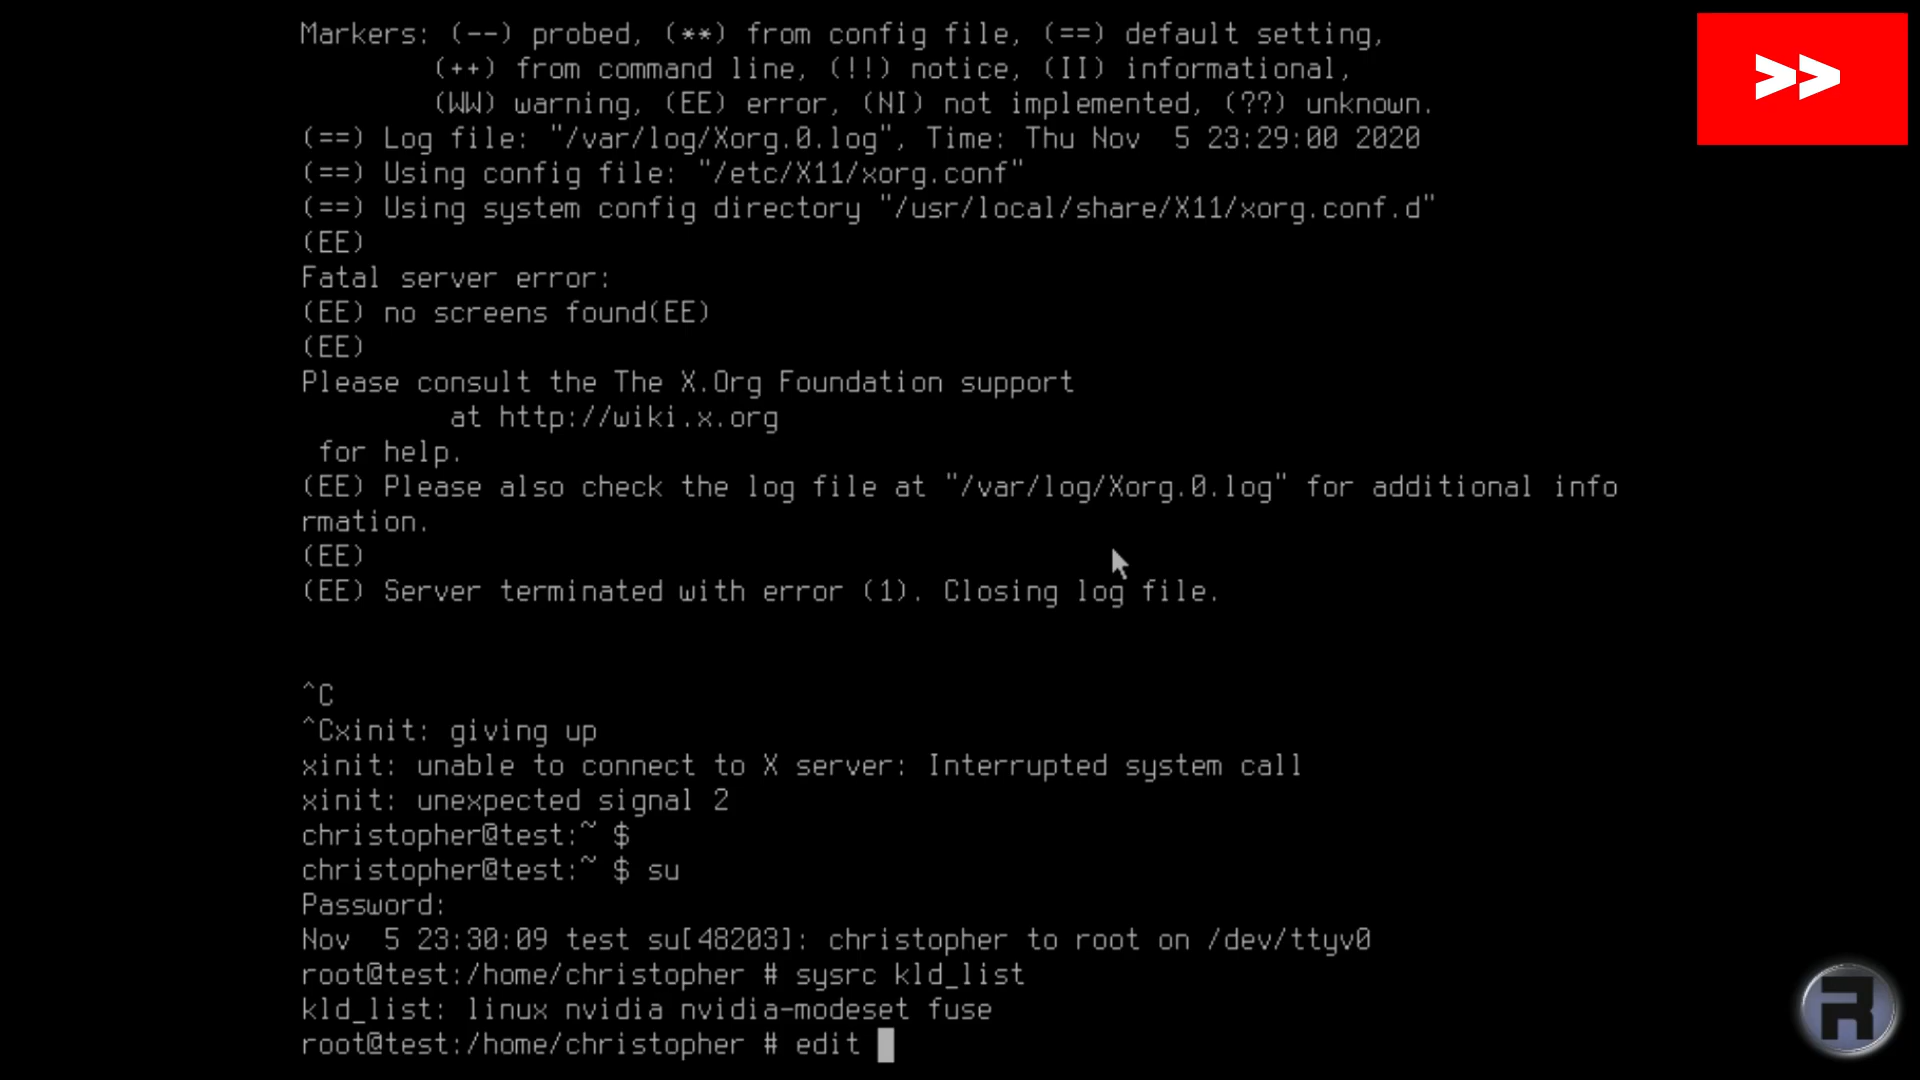 Markers: (--) probed, (**) from config file, (==) default setting,
(++) from command line, (!!) notice, (II) informational,
(WW) warning, (EE) error, (NI) not implemented, (??) unknown.
(==) Log file: "/var/log/Xorg.0.log", Time: Thu Nov  5 23:29:00 2020
(==) Using config file: "/etc/X11/xorg.conf"
(==) Using system config directory "/usr/local/share/X11/xorg.conf.d"
(EE)
Fatal server error:
(EE) no screens found(EE)
(EE)
Please consult the The X.Org Foundation support
at http://wiki.x.org
for help.
(EE) Please also check the log file at "/var/log/Xorg.0.log" for additional info
rmation.
(EE)
(EE) Server terminated with error (1). Closing log file.
^C
^Cxinit: giving up
xinit: unable to connect to X server: Interrupted system call
xinit: unexpected signal 2
christopher@test:~ $
christopher@test:~ $ su
Password:
Nov  5 23:30:09 test su[48203]: christopher to root on /dev/ttyv0
root@test:/home/christopher # sysrc kld_list
kld_list: linux nvidia nvidia-modeset fuse
root@test:/home/christopher # edit
>>
R